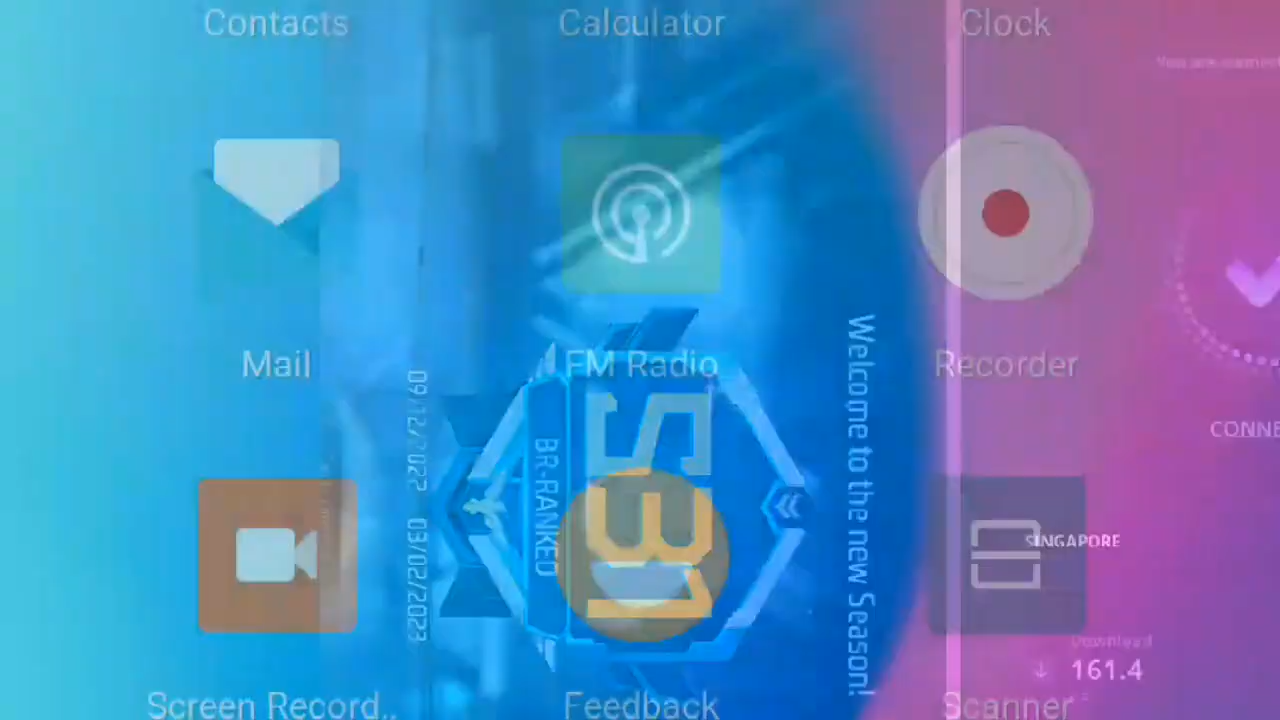 Contacts
Calculator
Clock
Mail
FM Radio
Recorder
CONNE
09/12/2022 03/02/2023
BR-RANKED
S31
Welcome to the new Season!
SINGAPORE
Download
161.4
Screen Record..
Feedback
Scanner